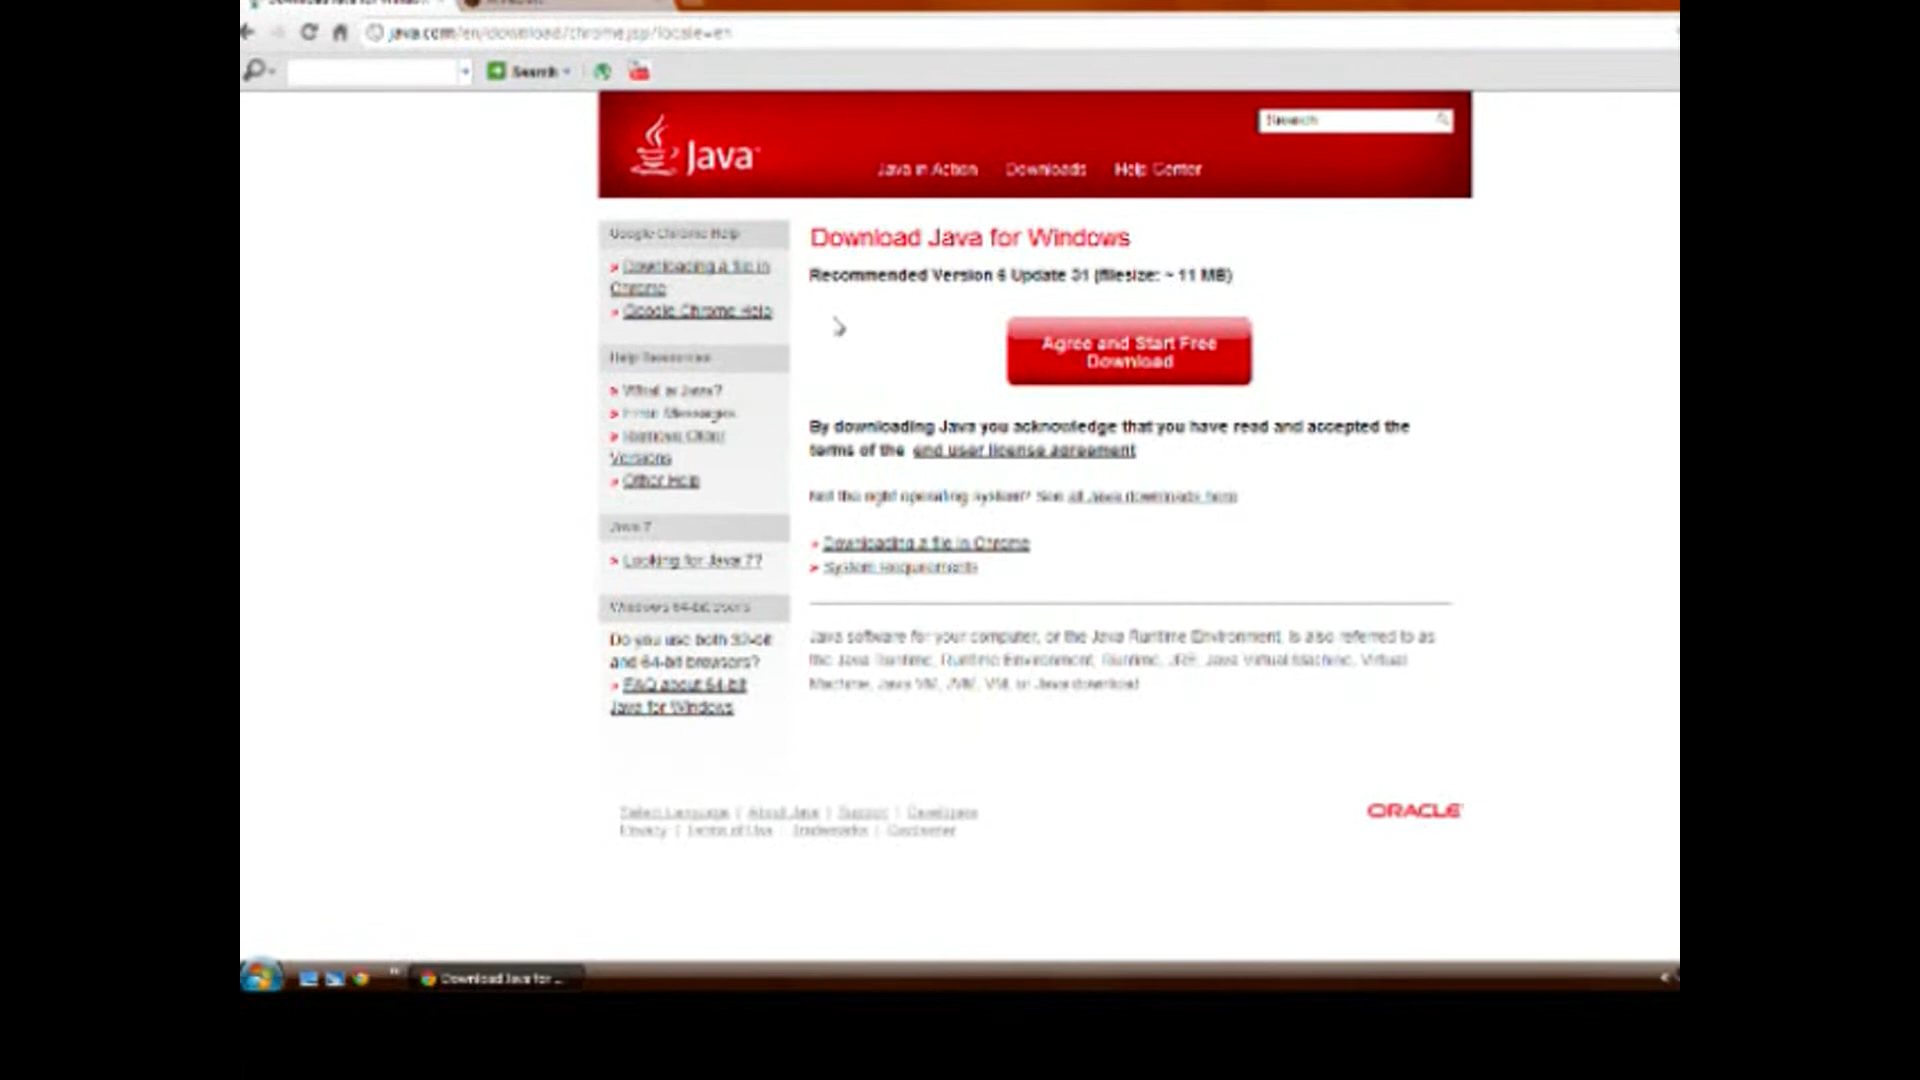 java.com/en/download/chrome.jsp?locale=en
Search
Search
Java
Java in Action Downloads Help Center
Google Chrome Help
Download Java for Windows
» Downloading a file in
Chrome
Recommended Version 6 Update 31 (filesize: ~ 11 MB)
» Google Chrome Help
Agree and Start Free
Download
Help Resources
» What is Java?
» Error Messages
» Remove Older
Versions
» Other Help
By downloading Java you acknowledge that you have read and accepted the
terms of the end user license agreement
Not the right operating system? See all Java downloads here
Java 7
» Looking for Java 7?
» Downloading a file in Chrome
» System Requirements
Windows 64-bit Users
Do you use both 32-bit
and 64-bit browsers?
» FAQ about 64-bit
Java for Windows
Java software for your computer, or the Java Runtime Environment, is also referred to as
the Java Runtime, Runtime Environment, Runtime, JRE, Java Virtual Machine, Virtual
Machine, Java VM, JVM, VM, or Java download
Select Language | About Java | Support | Developers
Privacy | Terms of Use | Trademarks | Disclaimer
ORACLE
Download Java for ...